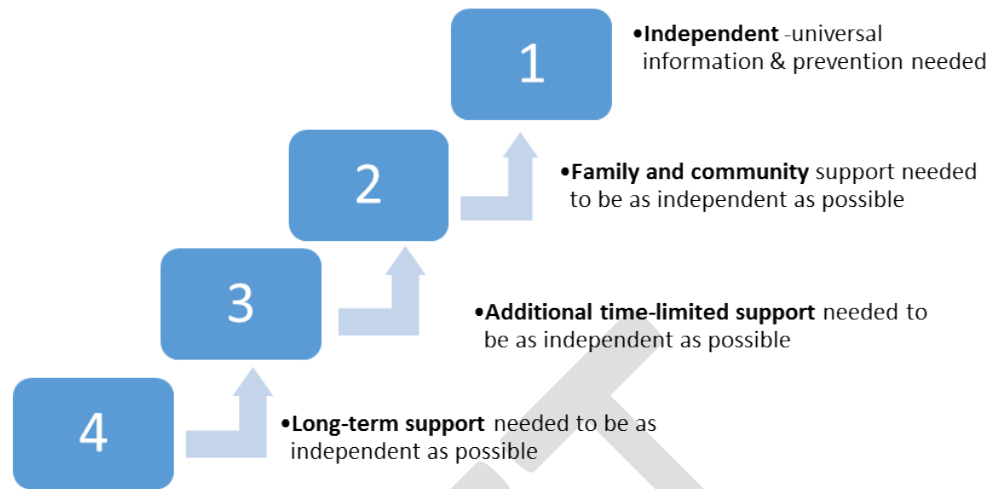 1
•Independent -universal
information & prevention needed
2
•Family and community support needed
to be as independent as possible
3
•Additional time-limited support needed to
be as independent as possible
4
•Long-term support needed to be as
independent as possible